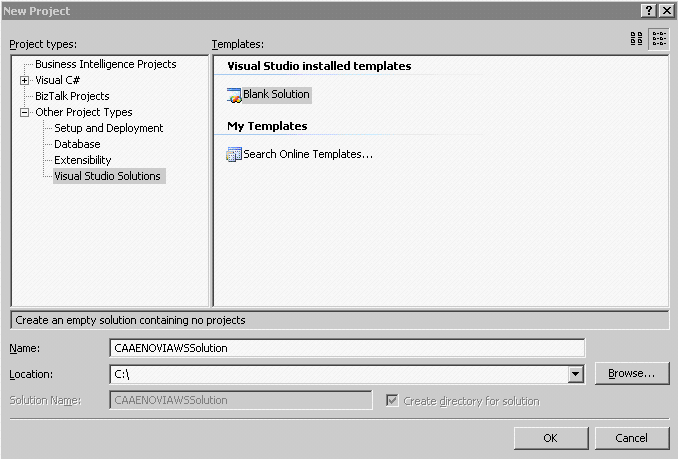 New Project
Project types:
Templates:
Business Intelligence Projects
Visual C#
BizTalk Projects
Other Project Types
Setup and Deployment
Database
Extensibility
Visual Studio Solutions
Visual Studio installed templates
Blank Solution
My Templates
Search Online Templates...
Create an empty solution containing no projects
Name:
CAAENOVIAWSSolution
Location:
C:\
Browse...
Solution Name:
CAAENOVIAWSSolution
Create directory for solution
OK
Cancel